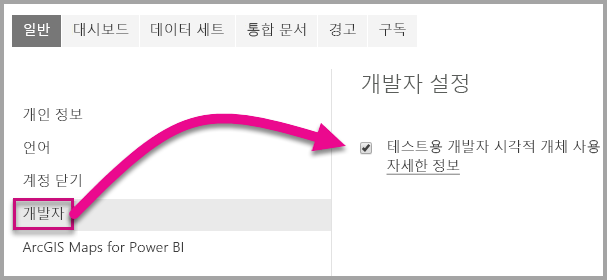 일반 대시보드 데이터 세트 통합 문서 경고 구독
개발자 설정
개인 정보
언어
계정 닫기
개발자
ArcGIS Maps for Power BI
테스트용 개발자 시각적 개체 사용
자세한 정보